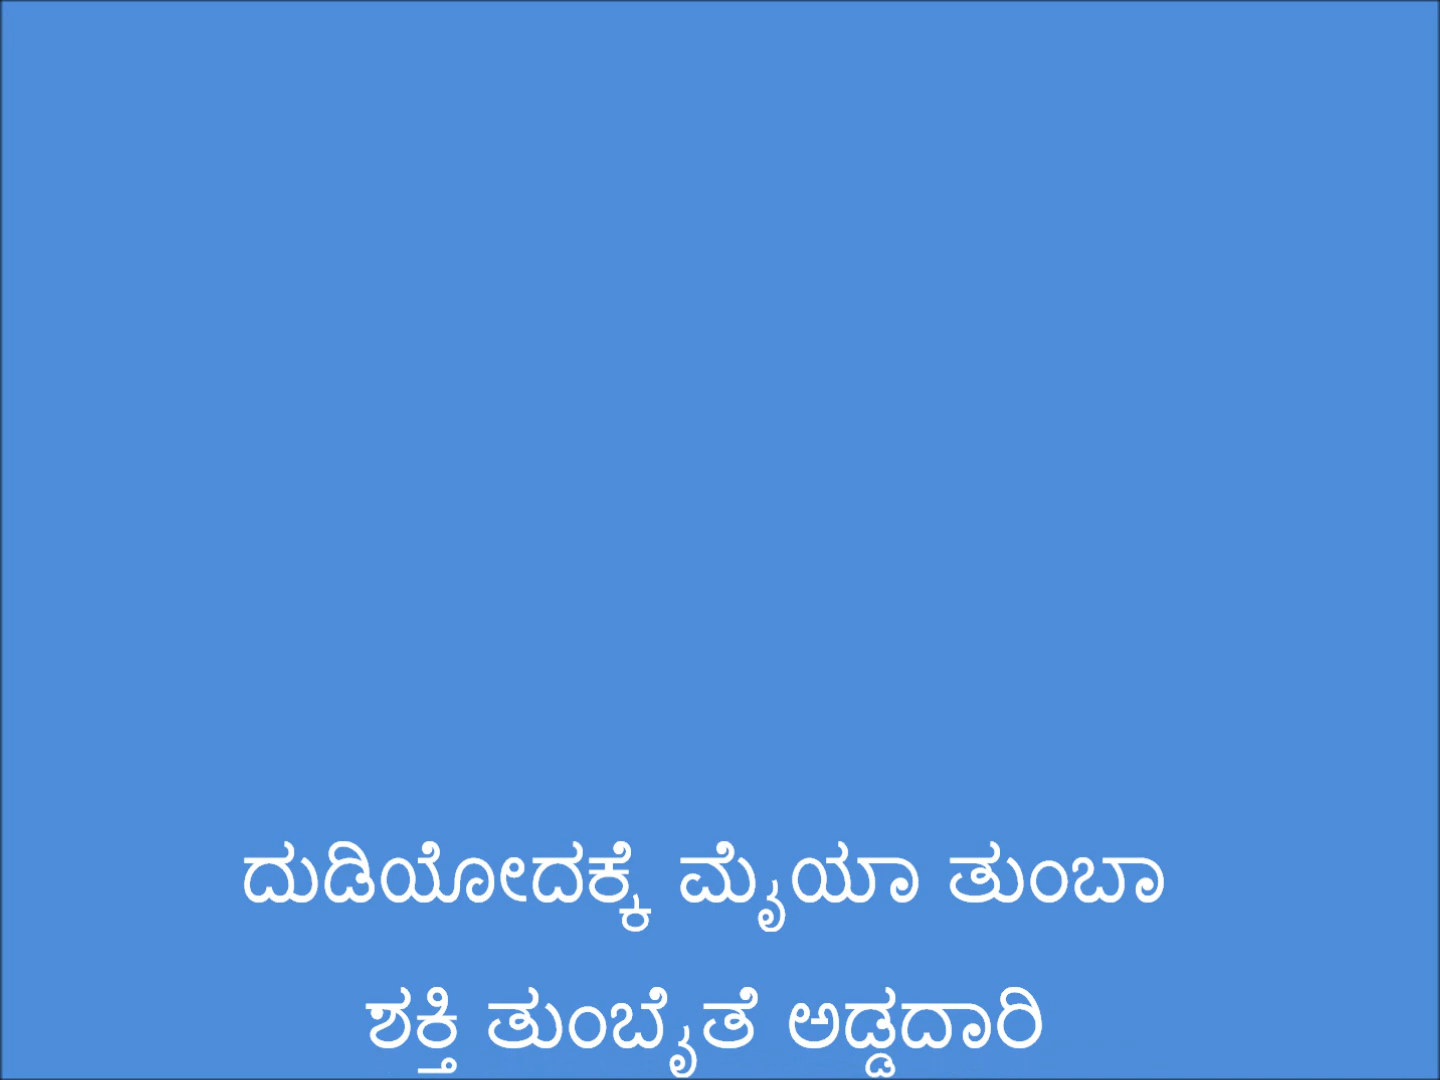 ದುಡಿಯೋದಕ್ಕೆ ಮೈಯಾ ತುಂಬಾ
ಶಕ್ತಿ ತುಂಬೈತೆ ಅಡ್ಡದಾರಿ